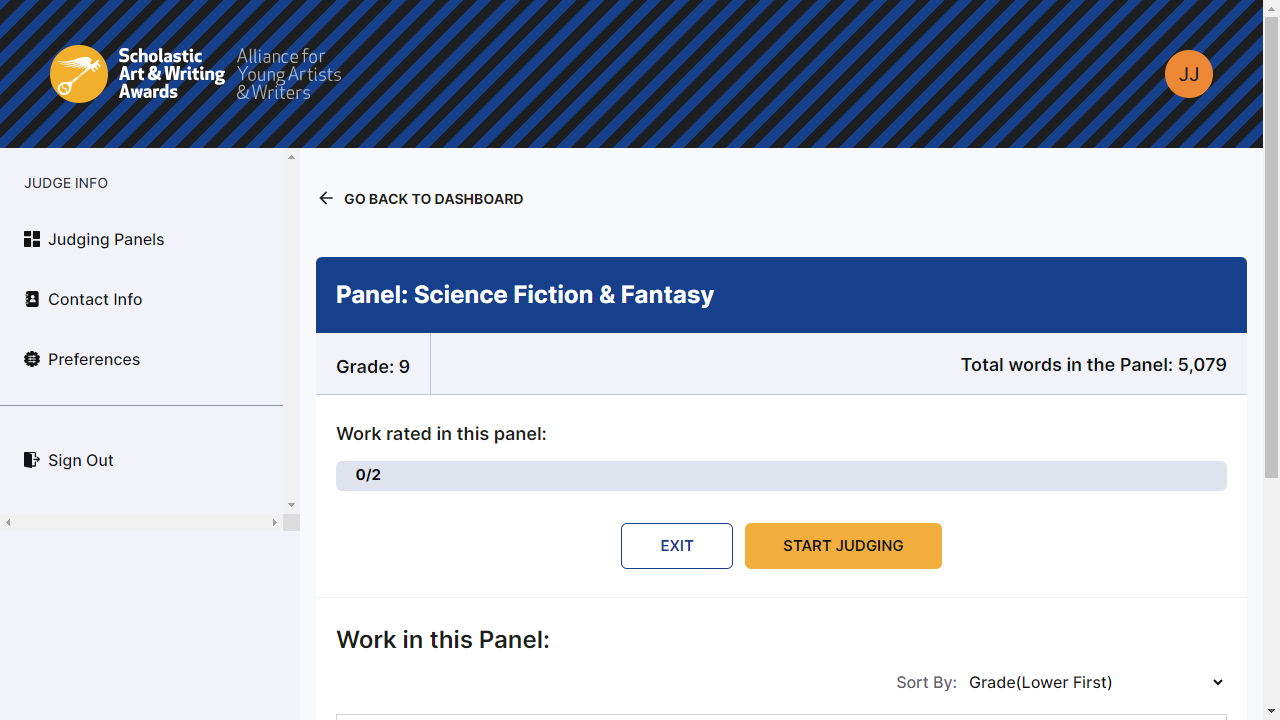 Scholastic
Art & Writing
Awards
Alliance for
Young Artists
& Writers
JJ
JUDGE INFO
Judging Panels
Contact Info
Preferences
Sign Out
GO BACK TO DASHBOARD
Panel: Science Fiction & Fantasy
Grade: 9
Total words in the Panel: 5,079
Work rated in this panel:
0/2
EXIT
START JUDGING
Work in this Panel:
Sort By: Grade(Lower First)